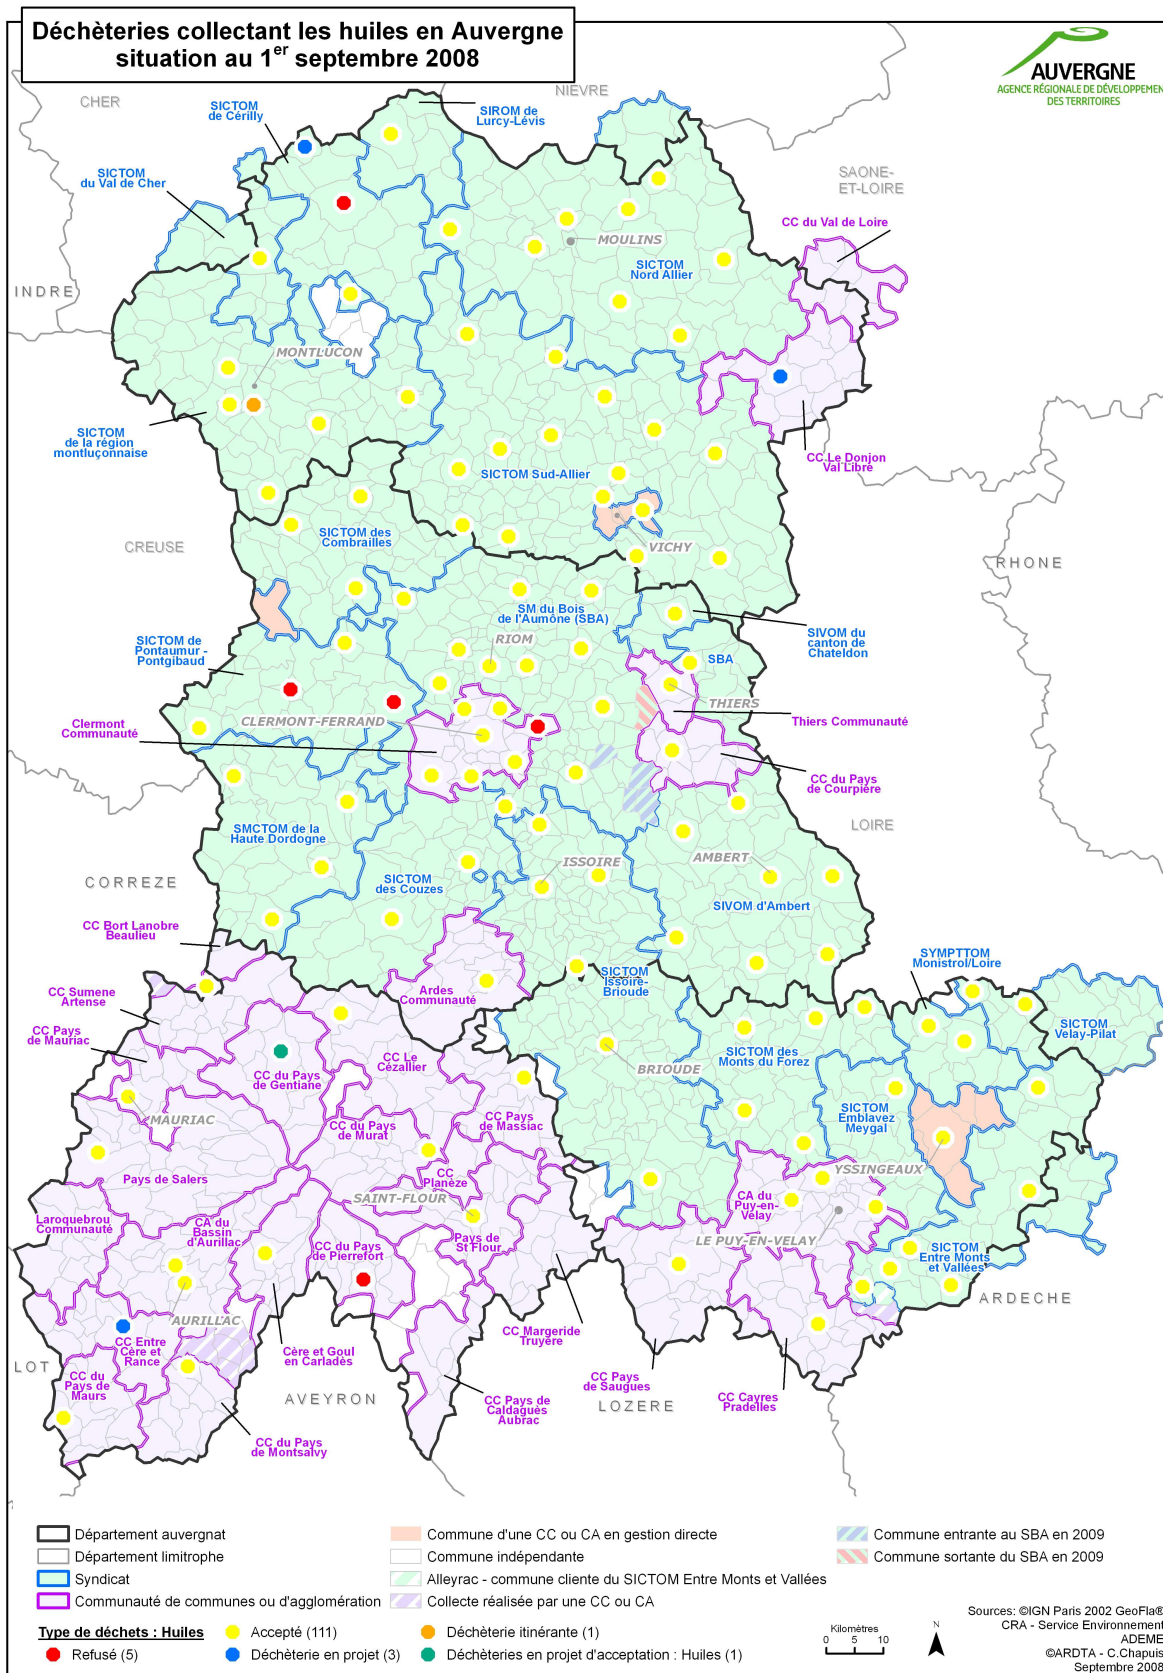 Déchèteries collectant les huiles en Auvergne
situation au 1er septembre 2008
AUVERGNE
AGENCE RÉGIONALE DE DÉVELOPPEMEN
DES TERRITOIRES
CHER
NIÈVRE
SICTOM
de Cérilly
SIROM de
Lurcy-Lévis
SICTOM
du Val de Cher
SAONE-
ET-LOIRE
CC du Val de Loire
MOULINS
SICTOM
Nord Allier
INDRE
MONTLUCON
SICTOM
de la région
montluçonnaise
CC Le Donjon
Val Libre
SICTOM Sud-Allier
SICTOM des
Combrailles
VICHY
CREUSE
RHONE
SM du Bois
de l'Aumône (SBA)
RIOM
SIVOM du
canton de
Chateldon
SICTOM de
Pontaumur -
Pontgibaud
SBA
THIERS
Clermont
Communauté
CLERMONT-FERRAND
Thiers Communauté
CC du Pays
de Courpière
LOIRE
SMCTOM de la
Haute Dordogne
ISSOIRE
AMBERT
CORREZE
SICTOM
des Couzes
SIVOM d'Ambert
CC Bort Lanobre
Beaulieu
SYMPTTOM
Monistrol/Loire
CC Sumene
Artense
Ardes
Communauté
SICTOM
Issoire-
Brioude
SICTOM
Velay-Pilat
CC Pays
de Mauriac
CC du Pays
de Gentiane
CC Le
Cézallier
BRIOUDE
SICTOM des
Monts du Forez
MAURIAC
CC du Pays
de Murat
CC Pays
de Massiac
SICTOM
Emblavez
Meygal
Pays de Salers
CC
Planèze
YSSINGEAUX
SAINT-FLOUR
CA du
Puy-en-
Velay
Laroquebrou
Communauté
CA du
Bassin
d'Aurillac
CC du Pays
de Pierrefort
Pays de
St Flour
LE PUY-EN-VELAY
SICTOM
Entre Monts
et Vallées
ARDECHE
AURILLAC
CC Entre
Cère et
Rance
Cère et Goul
en Carladès
CC Margeride
Truyère
LOT
CC du
Pays de
Maurs
AVEYRON
CC Pays de
Caldaguès
Aubrac
CC Pays
de Saugues
LOZERE
CC Cayres
Pradelles
CC du Pays
de Montsalvy
Département auvergnat
Département limitrophe
Syndicat
Communauté de communes ou d'agglomération
Commune d'une CC ou CA en gestion directe
Commune indépendante
Alleyrac - commune cliente du SICTOM Entre Monts et Vallées
Collecte réalisée par une CC ou CA
Commune entrante au SBA en 2009
Commune sortante du SBA en 2009
Type de déchets : Huiles
Refusé (5)
Accepté (111)
Déchèterie en projet (3)
Déchèterie itinérante (1)
Déchèteries en projet d'acceptation : Huiles (1)
Kilomètres
0 5 10
N
Sources: ©IGN Paris 2002 GeoFla®
CRA - Service Environnement
ADEME
©ARDTA - C.Chapuis
Septembre 2008